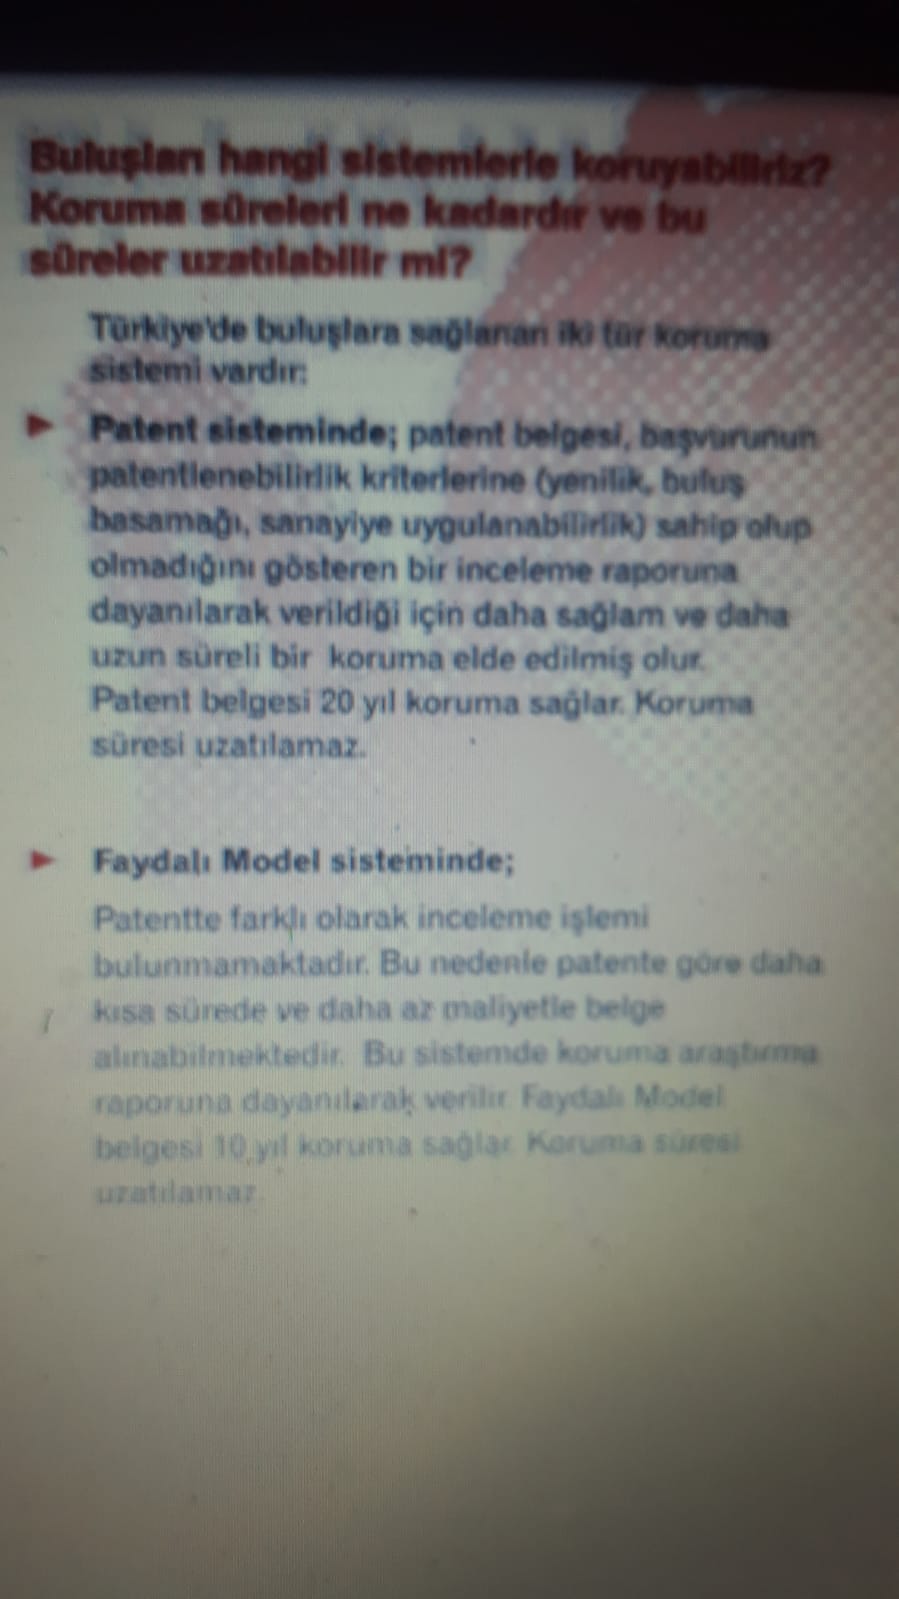 Buluşları hangi sistemlerle koruyabiliriz?
Koruma süreleri ne kadardır ve bu
süreler uzatılabilir mi?
Türkiye'de buluşlara sağlanan iki tür koruma
sistemi vardır:
Patent sisteminde; patent belgesi, başvurunun
patentlenebilirlik kriterlerine (yenilik, buluş
basamağı, sanayiye uygulanabilirlik) sahip olup
olmadığını gösteren bir inceleme raporuna
dayanılarak verildiği için daha sağlam ve daha
uzun süreli bir koruma elde edilmiş olur.
Patent belgesi 20 yıl koruma sağlar. Koruma
süresi uzatılamaz.
Faydalı Model sisteminde;
Patentte farklı olarak inceleme işlemi
bulunmamaktadır. Bu nedenle patente göre daha
kısa sürede ve daha az maliyetle belge
alınabilmektedir. Bu sistemde koruma araştırma
raporuna dayanılarak verilir. Faydalı Model
belgesi 10 yıl koruma sağlar. Koruma süresi
uzatılamaz.